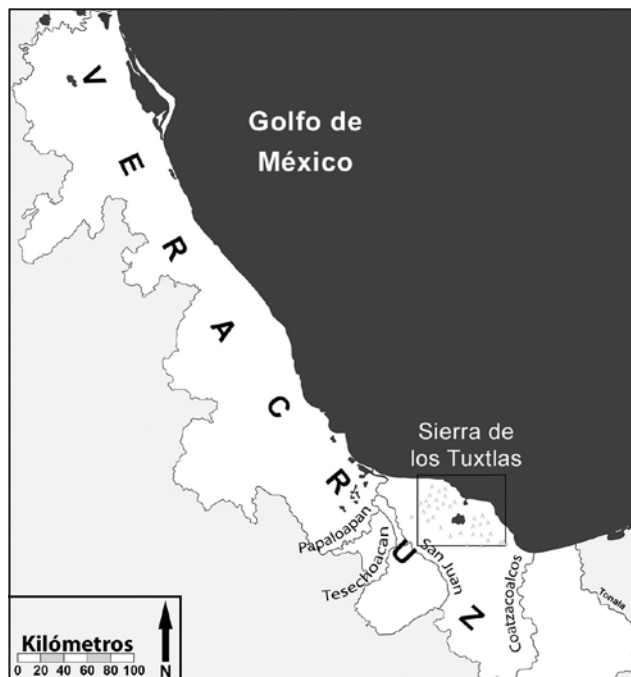 Golfo de
México
VERACRUZ
Sierra de
los Tuxtlas
Papaloapan
Tesechoacan
San Juan
Coatzacoalcos
Tonala
Kilómetros
0 20 40 60 80 100
N